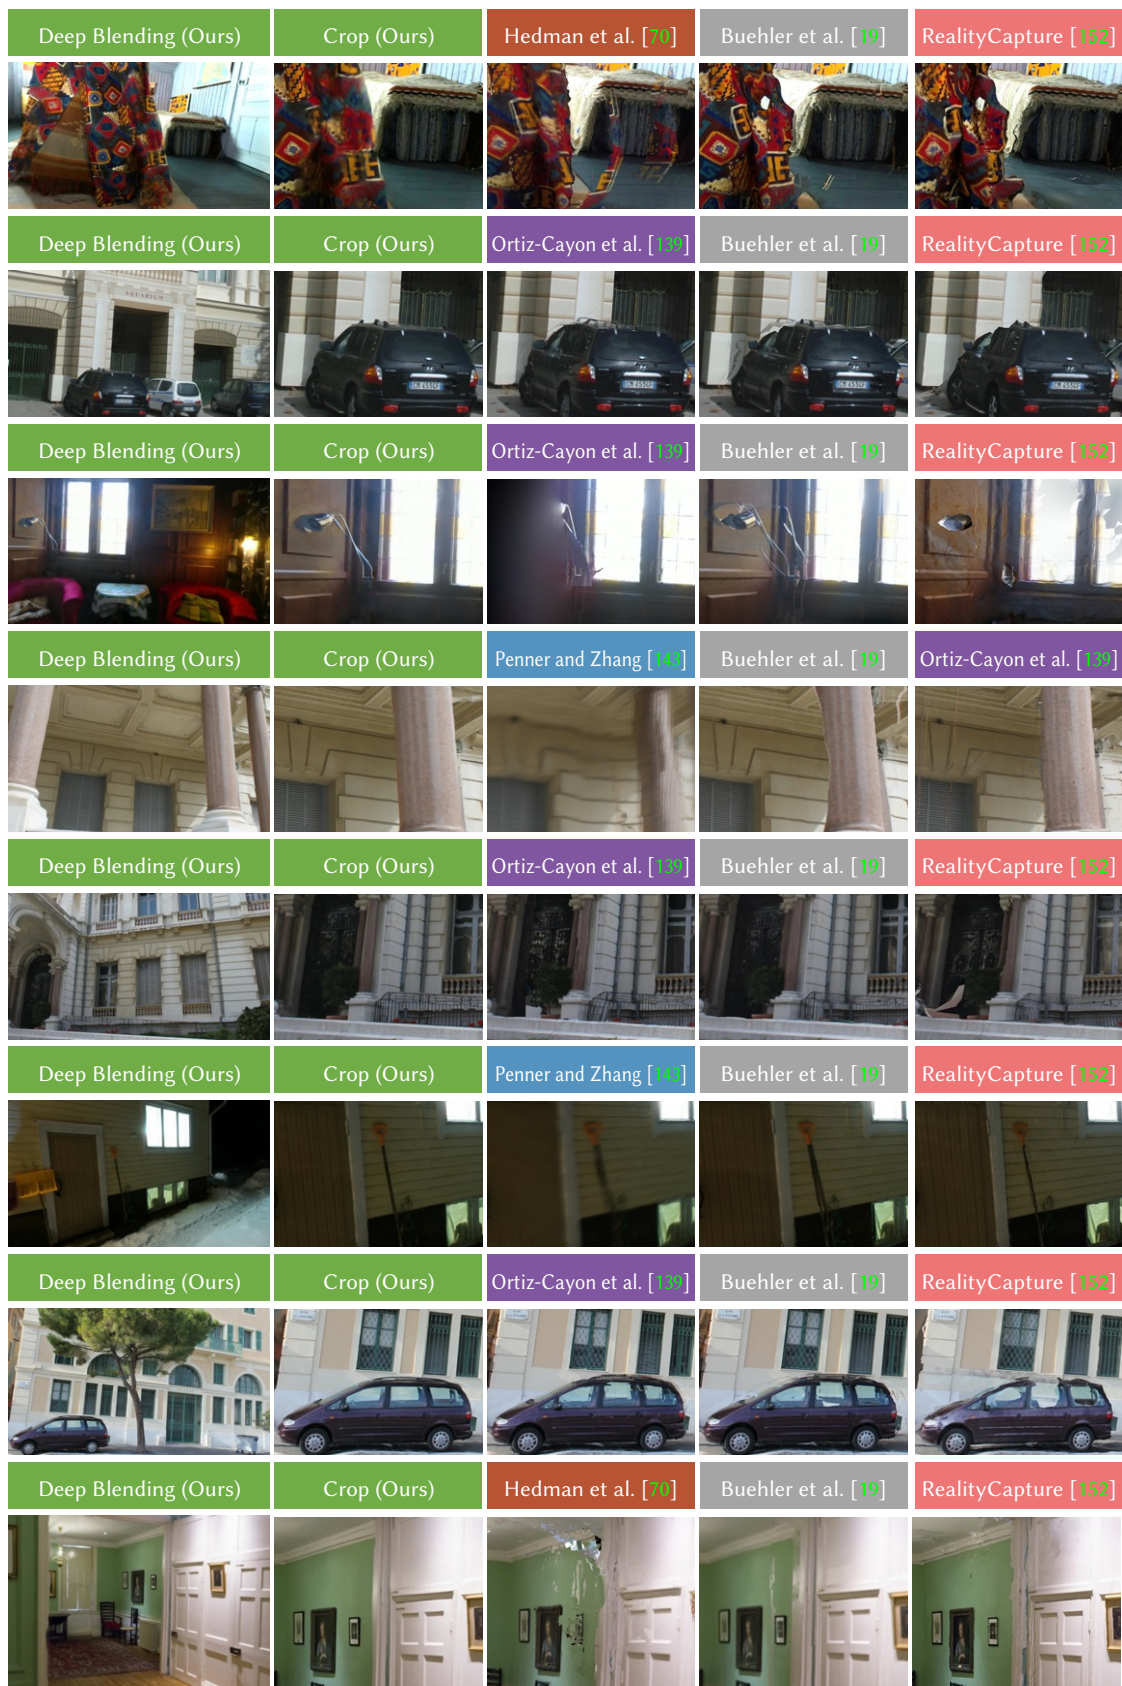 Deep Blending (Ours) Crop (Ours) Hedman et al. [70] Buehler et al. [19] RealityCapture [152]
Deep Blending (Ours) Crop (Ours) Ortiz-Cayon et al. [139] Buehler et al. [19] RealityCapture [152]
AQUARIUM
Deep Blending (Ours) Crop (Ours) Ortiz-Cayon et al. [139] Buehler et al. [19] RealityCapture [152]
Deep Blending (Ours) Crop (Ours) Penner and Zhang [143] Buehler et al. [19] Ortiz-Cayon et al. [139]
Deep Blending (Ours) Crop (Ours) Ortiz-Cayon et al. [139] Buehler et al. [19] RealityCapture [152]
Deep Blending (Ours) Crop (Ours) Penner and Zhang [143] Buehler et al. [19] RealityCapture [152]
Deep Blending (Ours) Crop (Ours) Ortiz-Cayon et al. [139] Buehler et al. [19] RealityCapture [152]
Deep Blending (Ours) Crop (Ours) Hedman et al. [70] Buehler et al. [19] RealityCapture [152]